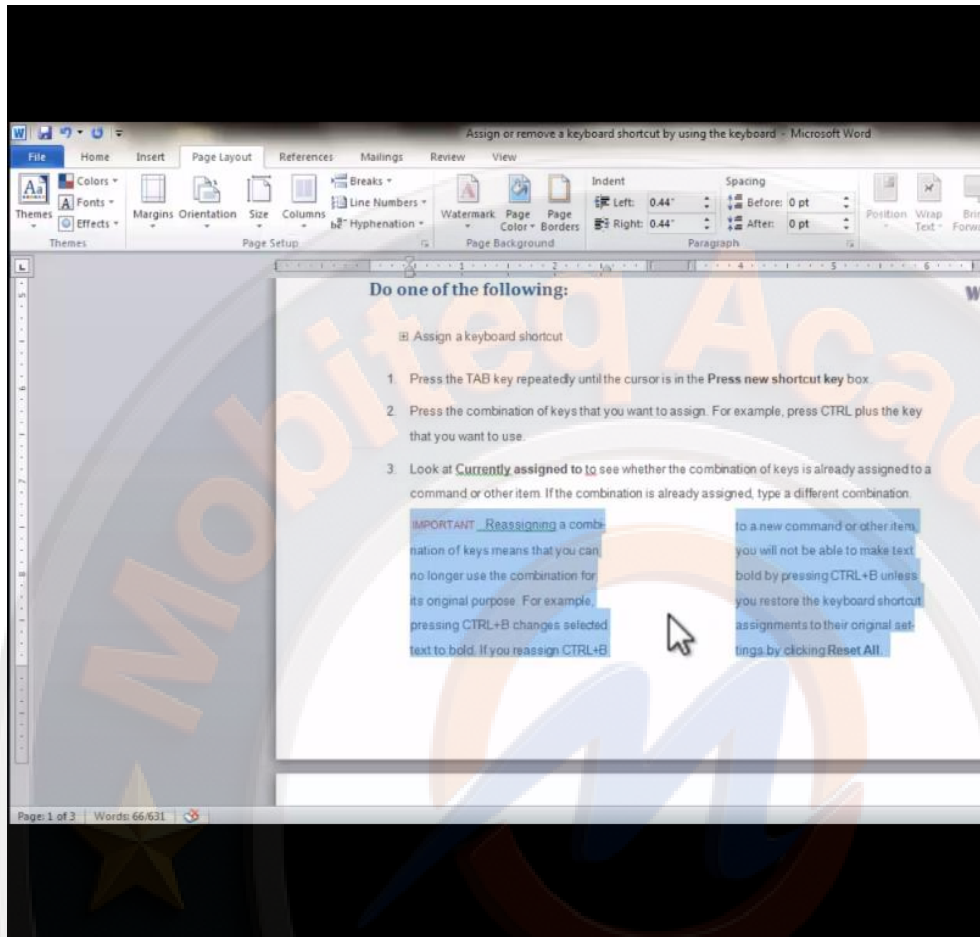 Assign or remove a keyboard shortcut by using the keyboard - Microsoft Word
File Home Insert Page Layout References Mailings Review View
Themes
Colors
Fonts
Effects
Themes
Margins Orientation Size Columns
Breaks
Line Numbers
Hyphenation
Page Setup
Watermark Page Color Page Borders
Page Background
Indent
Left: 0.44"
Right: 0.44"
Spacing
Before: 0 pt
After: 0 pt
Paragraph
Position Wrap Text
Do one of the following:
Assign a keyboard shortcut
1. Press the TAB key repeatedly until the cursor is in the Press new shortcut key box.
2. Press the combination of keys that you want to assign. For example, press CTRL plus the key
that you want to use.
3. Look at Currently assigned to to see whether the combination of keys is already assigned to a
command or other item. If the combination is already assigned, type a different combination.
IMPORTANT Reassigning a combi-
nation of keys means that you can
no longer use the combination for
its original purpose. For example,
pressing CTRL+B changes selected
text to bold. If you reassign CTRL+B
to a new command or other item,
you will not be able to make text
bold by pressing CTRL+B unless
you restore the keyboard shortcut
assignments to their original set-
tings by clicking Reset All.
Page: 1 of 3 Words: 66/631
Mobiteq Aca